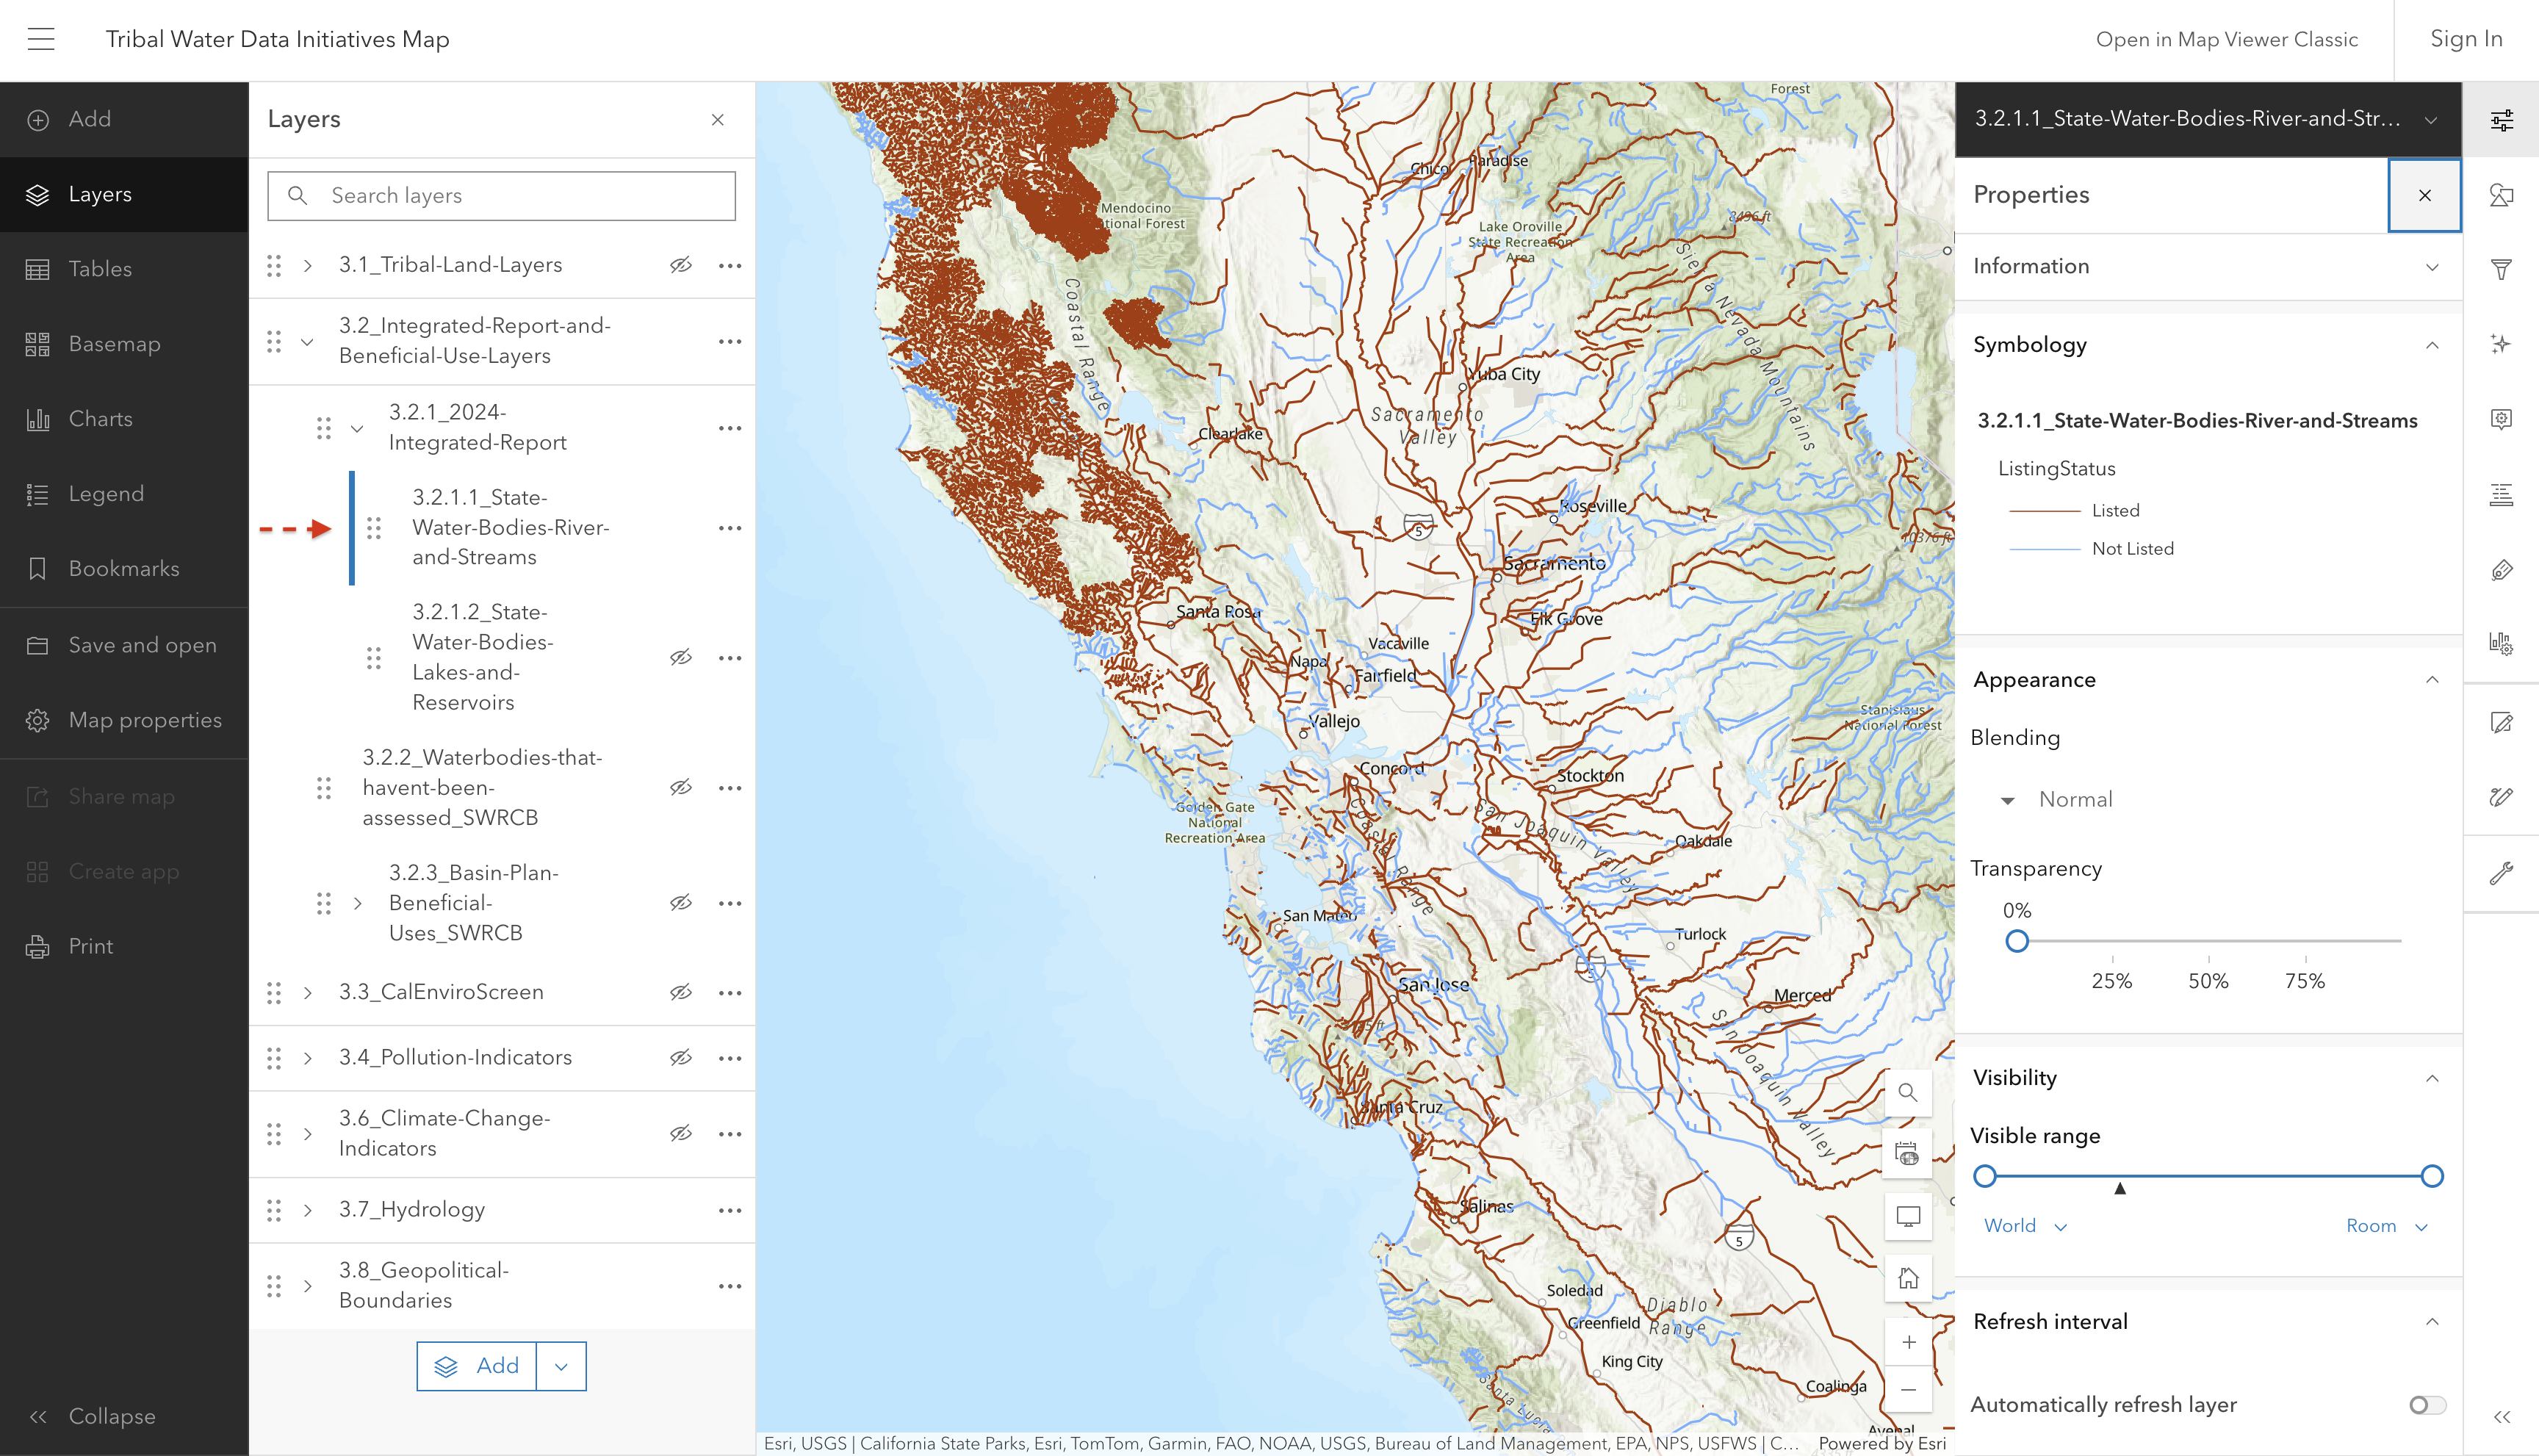 Tribal Water Data Initiatives Map
Open in Map Viewer Classic
Sign In
Add
Layers
Tables
Basemap
Charts
Legend
Bookmarks
Save and open
Map properties
Share map
Create app
Print
Collapse
Layers
Search layers
3.1_Tribal-Land-Layers
3.2_Integrated-Report-and-
Beneficial-Use-Layers
3.2.1_2024-
Integrated-Report
3.2.1.1_State-
Water-Bodies-River-
and-Streams
3.2.1.2_State-
Water-Bodies-
Lakes-and-
Reservoirs
3.2.2_Waterbodies-that-
havent-been-
assessed_SWRCB
3.2.3_Basin-Plan-
Beneficial-
Uses_SWRCB
3.3_CalEnviroScreen
3.4_Pollution-Indicators
3.6_Climate-Change-
Indicators
3.7_Hydrology
3.8_Geopolitical-
Boundaries
Add
Forest
Chico
Paradise
Mendocino
National Forest
Lake Oroville
State Recreation
Area
8496 ft
Sierra Nevada Mountains
Coastal Range
Yuba City
Sacramento
Valley
Clearlake
Roseville
5
10376 ft
Sacramento
Santa Rosa
Elk Grove
Vacaville
Napa
Fairfield
Stanislaus
National Forest
Vallejo
Concord
Stockton
Golden Gate
National
Recreation Area
Coastal Range
San Joaquin Valley
Oakdale
San Mateo
Turlock
5
San Jose
Merced
San Joaquin Valley
Santa Cruz
Salinas
5
Soledad
Diablo
Range
Greenfield
King City
Coalinga
Santa Lucia
Avenal
Esri, USGS | California State Parks, Esri, TomTom, Garmin, FAO, NOAA, USGS, Bureau of Land Management, EPA, NPS, USFWS | C...
Powered by Esri
3.2.1.1_State-Water-Bodies-River-and-Str...
Properties
Information
Symbology
3.2.1.1_State-Water-Bodies-River-and-Streams
ListingStatus
Listed
Not Listed
Appearance
Blending
Normal
Transparency
0%
25% 50% 75%
Visibility
Visible range
World
Room
Refresh interval
Automatically refresh layer